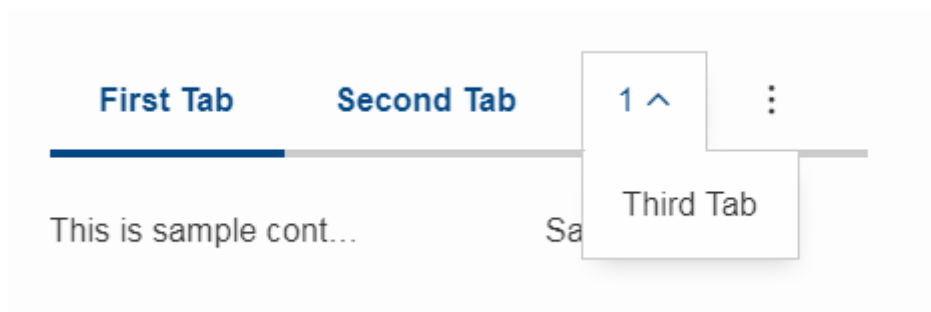 First Tab Second Tab 1
Third Tab
This is sample cont... Sa